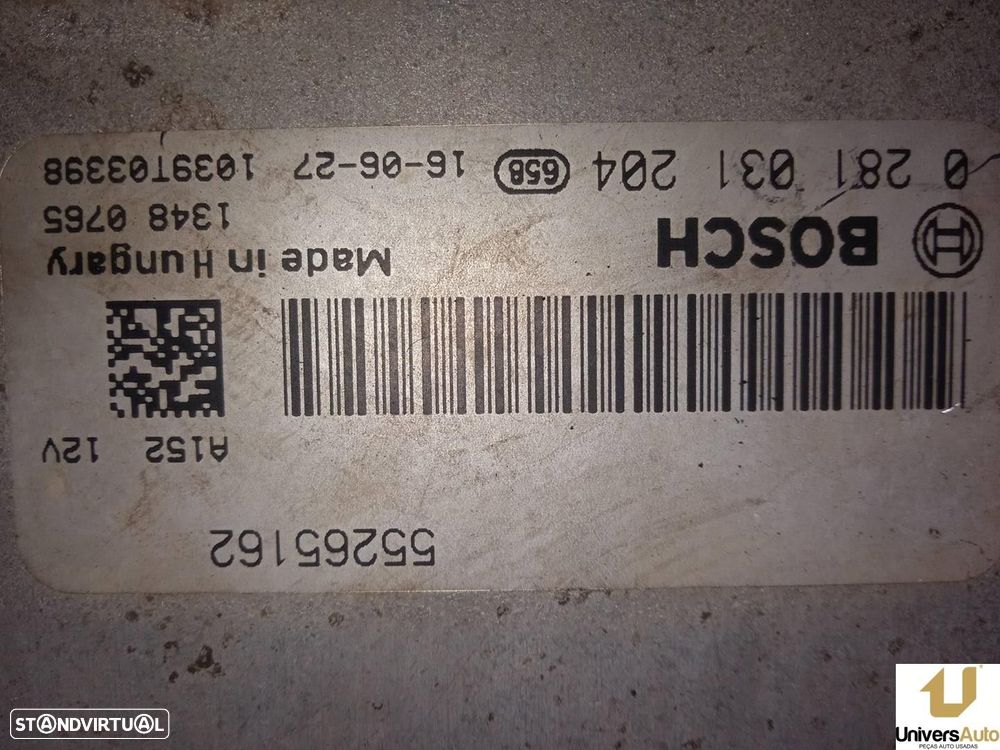 55265162
A152 12V
Made in Hungary
BOSCH
1348 0765
0 281 031 204 658 16-06-27 1039T03398
STANDVIRTUAL
UniversAuto
PEÇAS AUTO USADAS